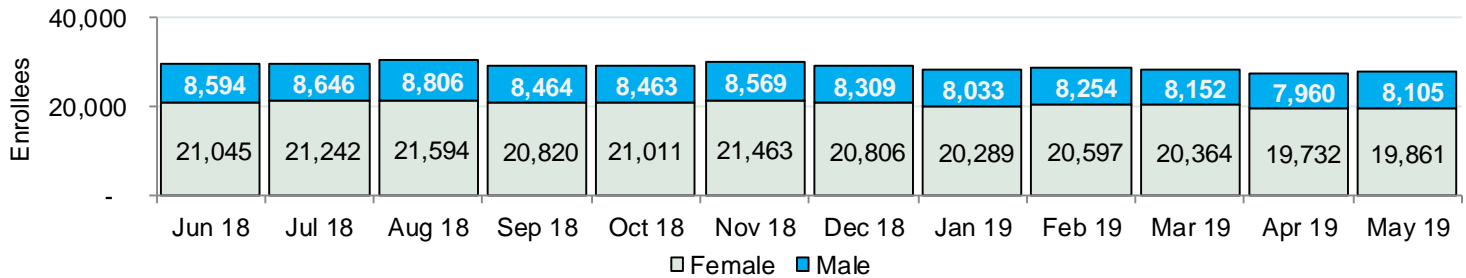 40,000
8,594 8,646 8,806 8,464 8,463 8,569 8,309 8,033 8,254 8,152 7,960 8,105
20,000
Enrollees
21,045 21,242 21,594 20,820 21,011 21,463 20,806 20,289 20,597 20,364 19,732 19,861
-
Jun 18 Jul 18 Aug 18 Sep 18 Oct 18 Nov 18 Dec 18 Jan 19 Feb 19 Mar 19 Apr 19 May 19
Female Male